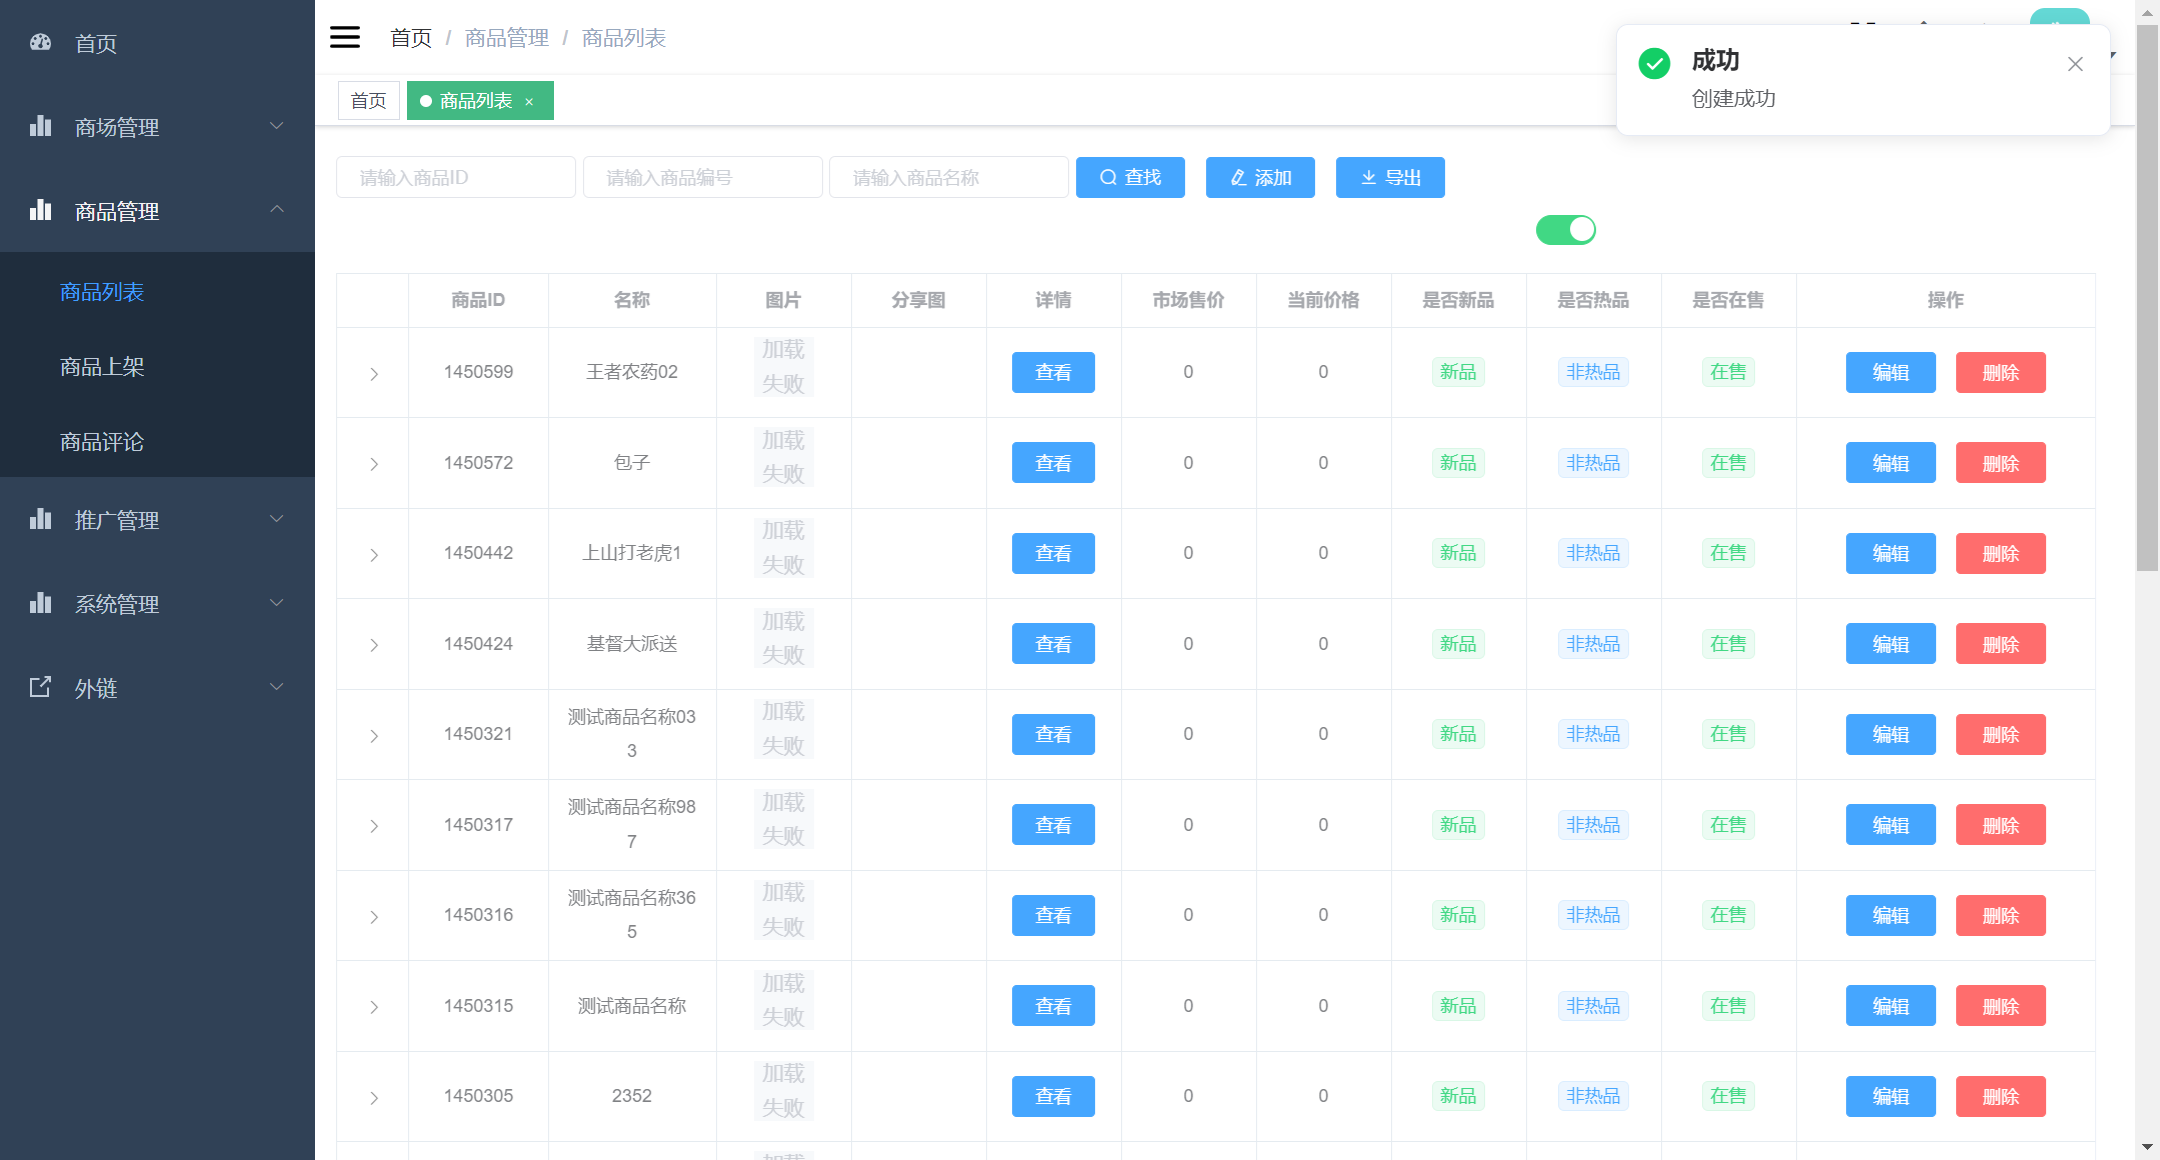 首页
商场管理
商品管理
商品列表
商品上架
商品评论
推广管理
系统管理
外链
首页 / 商品管理 / 商品列表
首页
商品列表 ×
成功
创建成功
请输入商品ID 请输入商品编号 请输入商品名称 查找 添加 导出
商品ID 名称 图片 分享图 详情 市场售价 当前价格 是否新品 是否热品 是否在售 操作
1450599 王者农药02 加载失败 查看 0 0 新品 非热品 在售 编辑 删除
1450572 包子 加载失败 查看 0 0 新品 非热品 在售 编辑 删除
1450442 上山打老虎1 加载失败 查看 0 0 新品 非热品 在售 编辑 删除
1450424 基督大派送 加载失败 查看 0 0 新品 非热品 在售 编辑 删除
1450321 测试商品名称033 加载失败 查看 0 0 新品 非热品 在售 编辑 删除
1450317 测试商品名称987 加载失败 查看 0 0 新品 非热品 在售 编辑 删除
1450316 测试商品名称365 加载失败 查看 0 0 新品 非热品 在售 编辑 删除
1450315 测试商品名称 加载失败 查看 0 0 新品 非热品 在售 编辑 删除
1450305 2352 加载失败 查看 0 0 新品 非热品 在售 编辑 删除